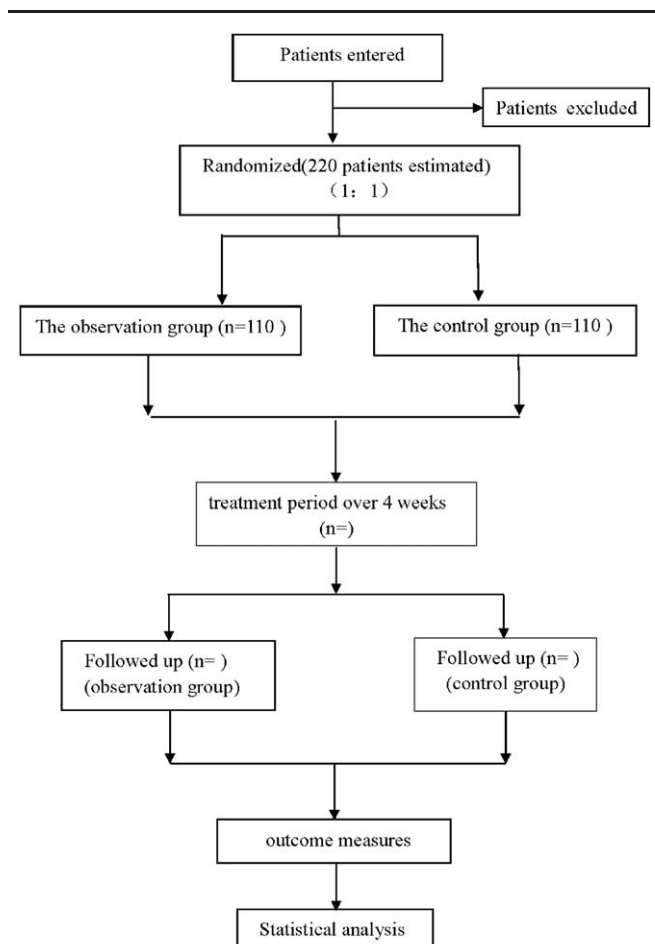 Patients entered
Patients excluded
Randomized(220 patients estimated)
（1：1）
The observation group (n=110 )
The control group (n=110 )
treatment period over 4 weeks
(n=)
Followed up (n= )
(observation group)
Followed up (n= )
(control group)
outcome measures
Statistical analysis